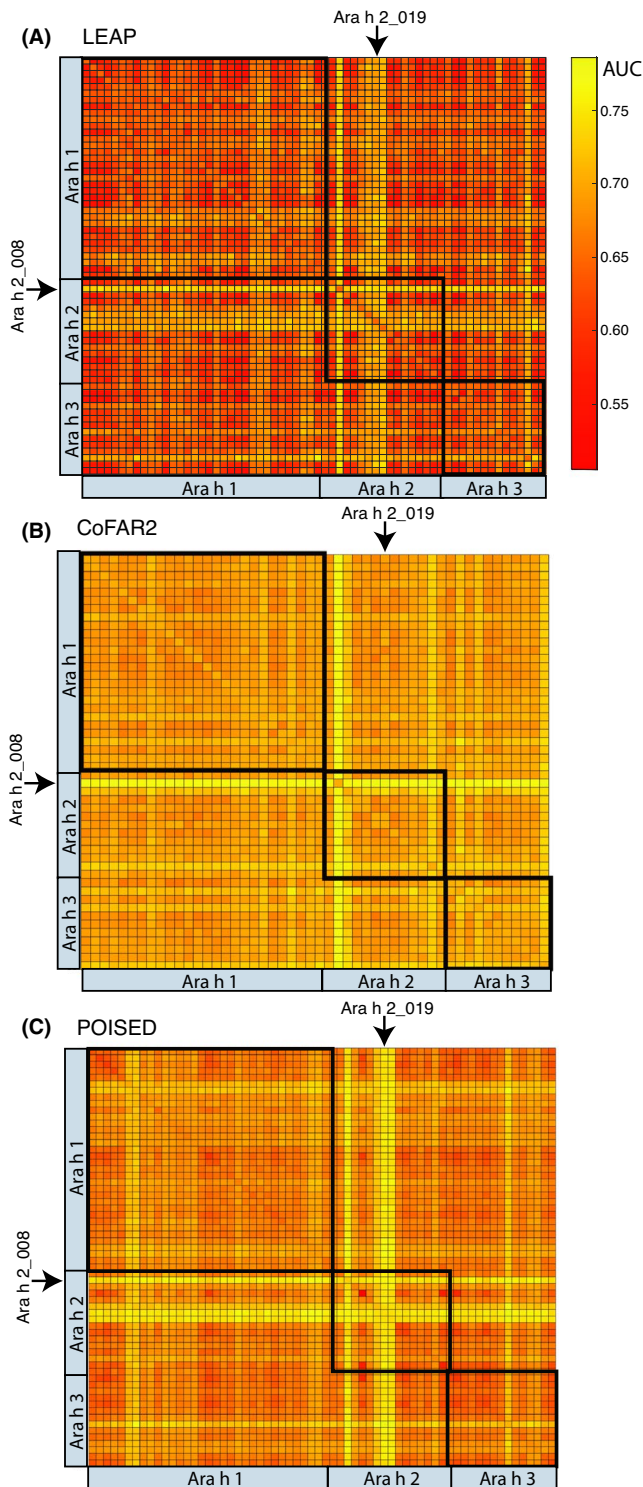 Ara h 2_019
(A) LEAP
AUC
0.75
0.70
0.65
0.60
0.55
Ara h 1
Ara h 2_008
Ara h 2
Ara h 3
Ara h 1 Ara h 2 Ara h 3
(B) CoFAR2
Ara h 2_019
Ara h 1
Ara h 2_008
Ara h 2
Ara h 3
Ara h 1 Ara h 2 Ara h 3
Ara h 2_019
(C) POISED
Ara h 1
Ara h 2_008
Ara h 2
Ara h 3
Ara h 1 Ara h 2 Ara h 3